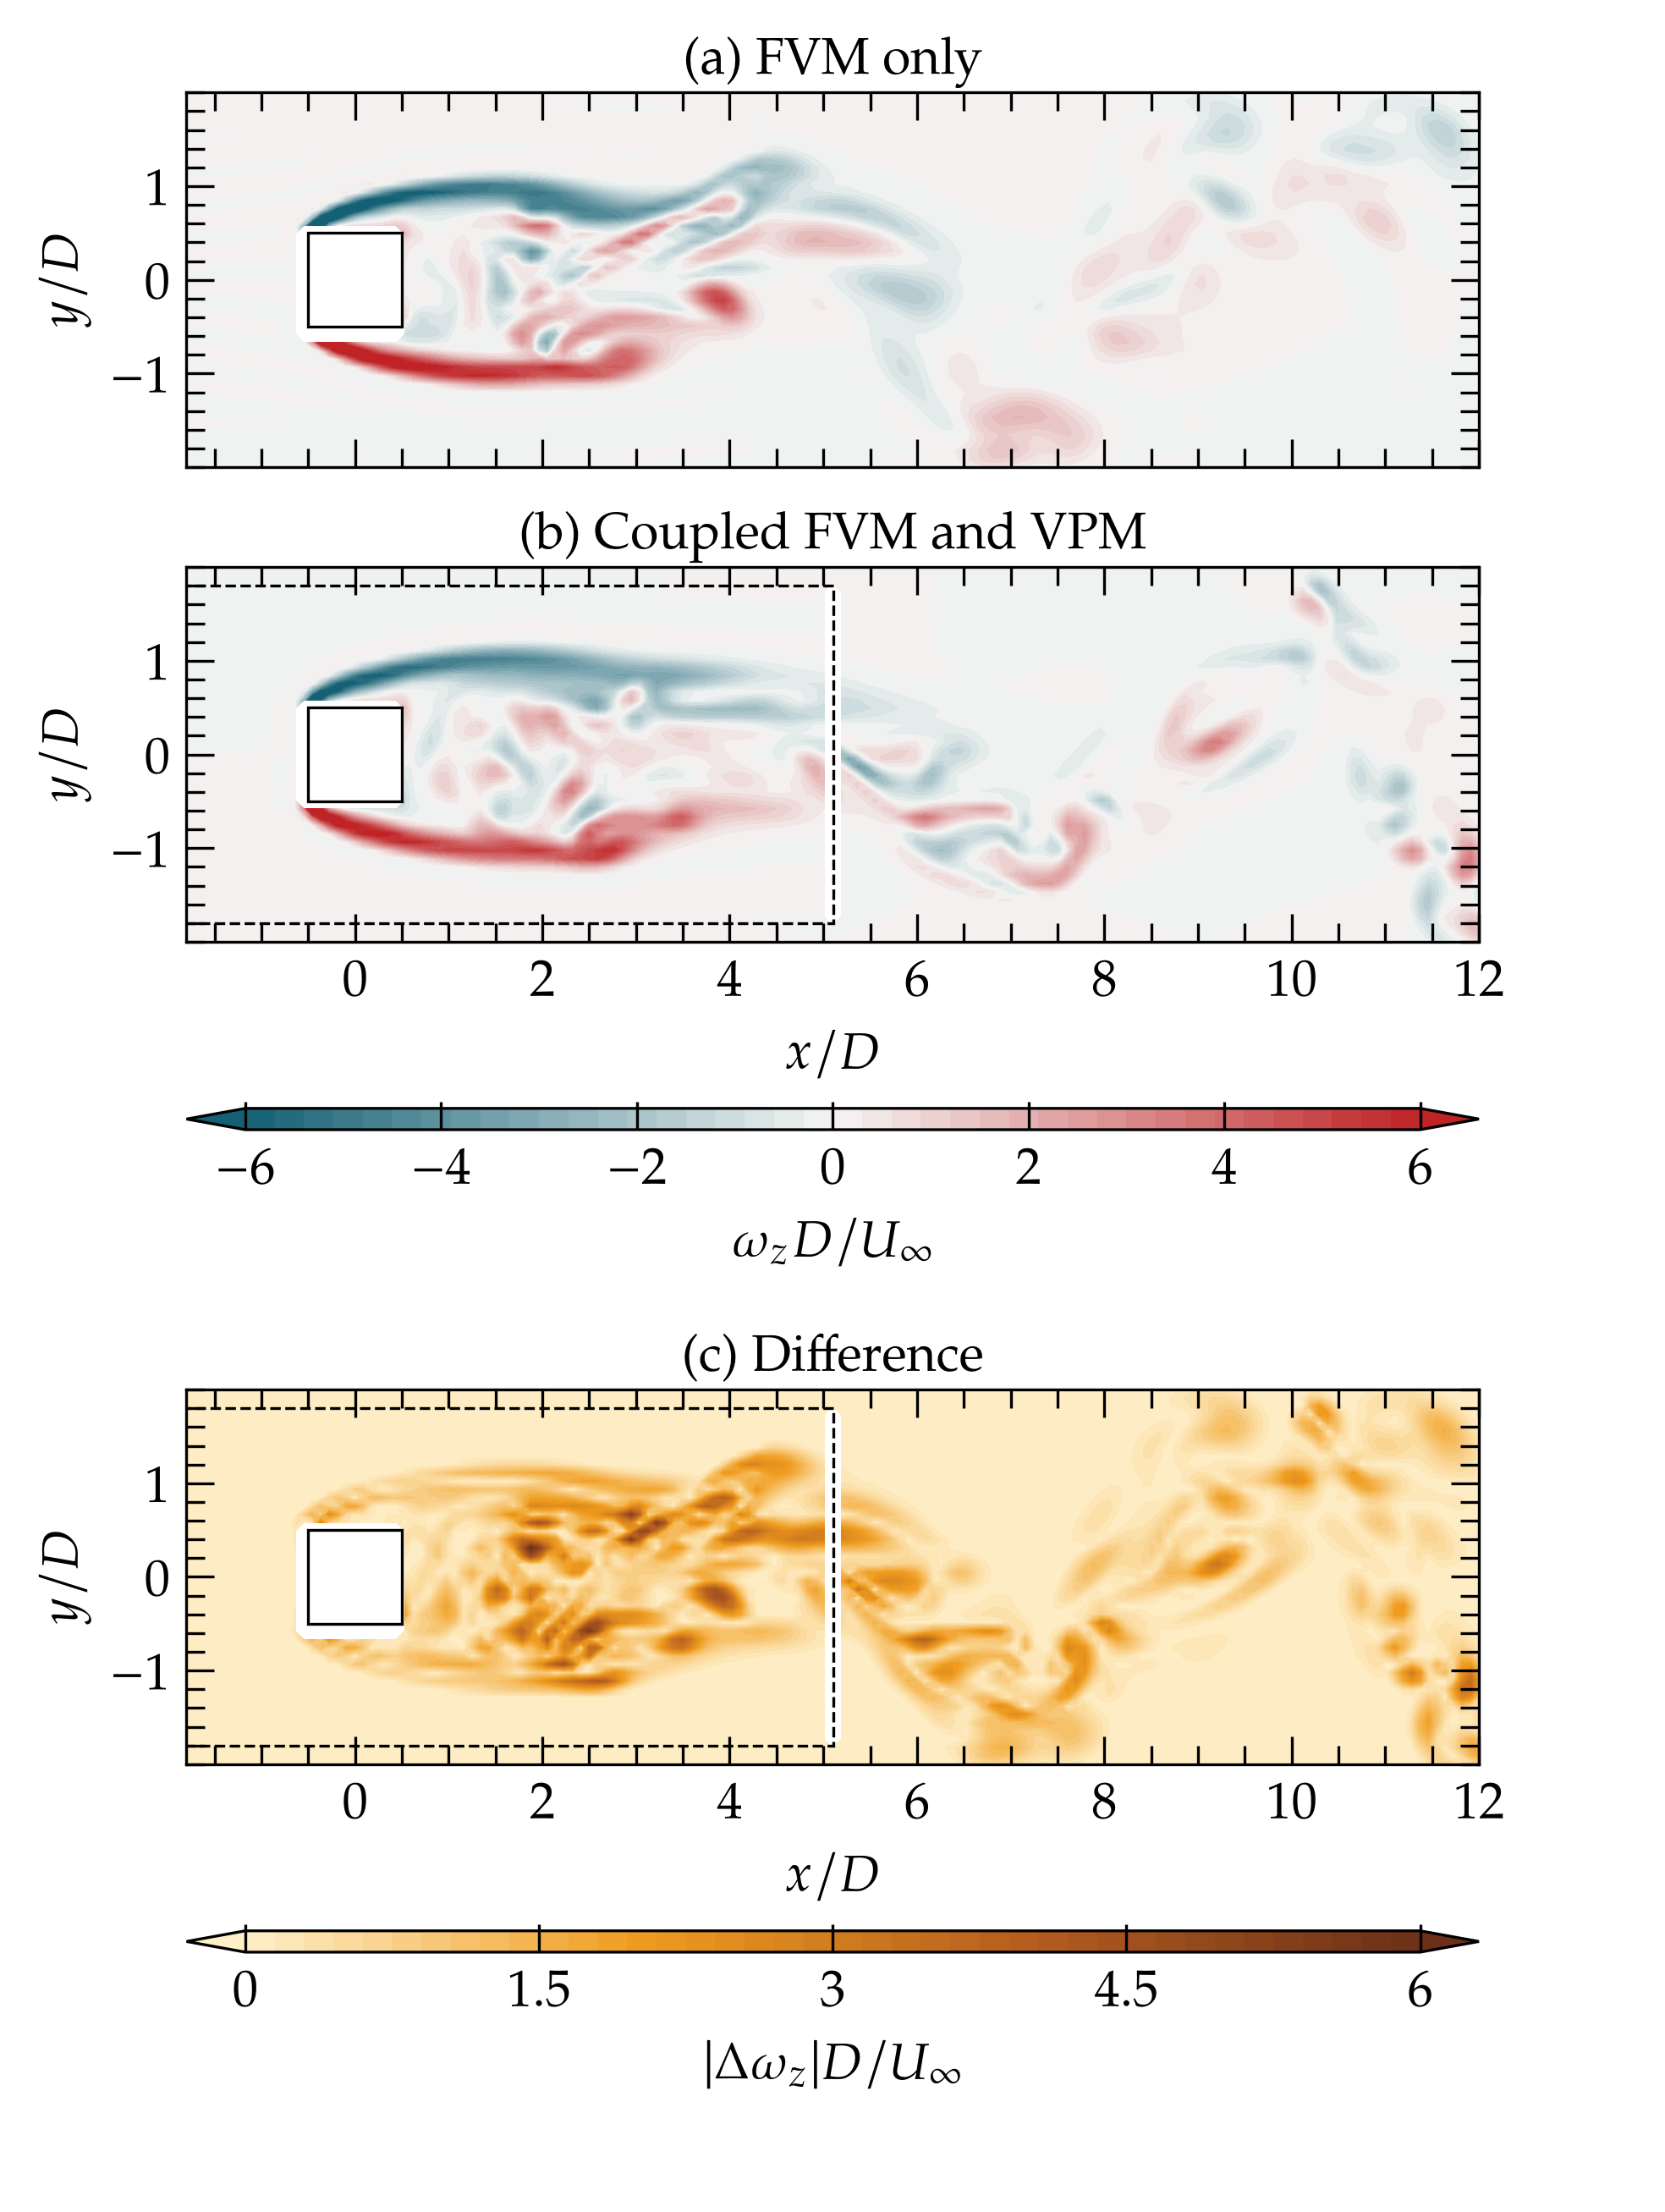 (a) FVM only
1
0
−1
y/D
(b) Coupled FVM and VPM
1
0
−1
y/D
0 2 4 6 8 10 12
x/D
−6 −4 −2 0 2 4 6
ω_z D/U_∞
(c) Difference
1
0
−1
y/D
0 2 4 6 8 10 12
x/D
0 1.5 3 4.5 6
|Δω_z|D/U_∞